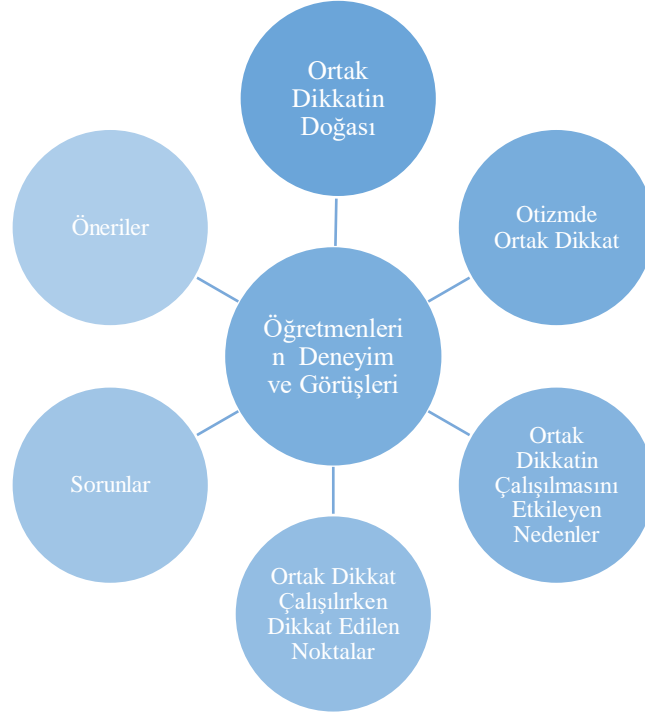 Ortak
Dikkatin
Doğası
Otizmde
Ortak Dikkat
Ortak
Dikkatin
Çalışılmasını
Etkileyen
Nedenler
Ortak Dikkat
Çalışılırken
Dikkat Edilen
Noktalar
Sorunlar
Öneriler
Öğretmenleri
n Deneyim
ve Görüşleri